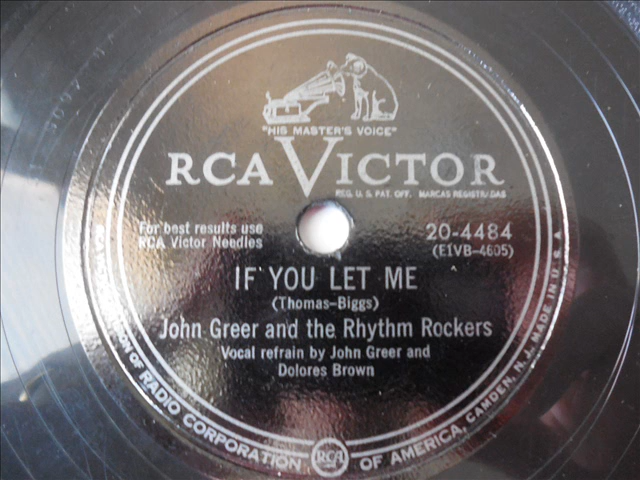 "HIS MASTER'S VOICE"
RCA VICTOR
REG. U. S. PAT. OFF. MARCAS REGISTRADAS
For best results use
RCA Victor Needles
20-4484
(E1VB-4605)
IF YOU LET ME
(Thomas-Biggs)
John Greer and the Rhythm Rockers
Vocal refrain by John Greer and
Dolores Brown
OF RADIO CORPORATION RCA OF AMERICA, CAMDEN, N. J. MADE IN U. S. A.